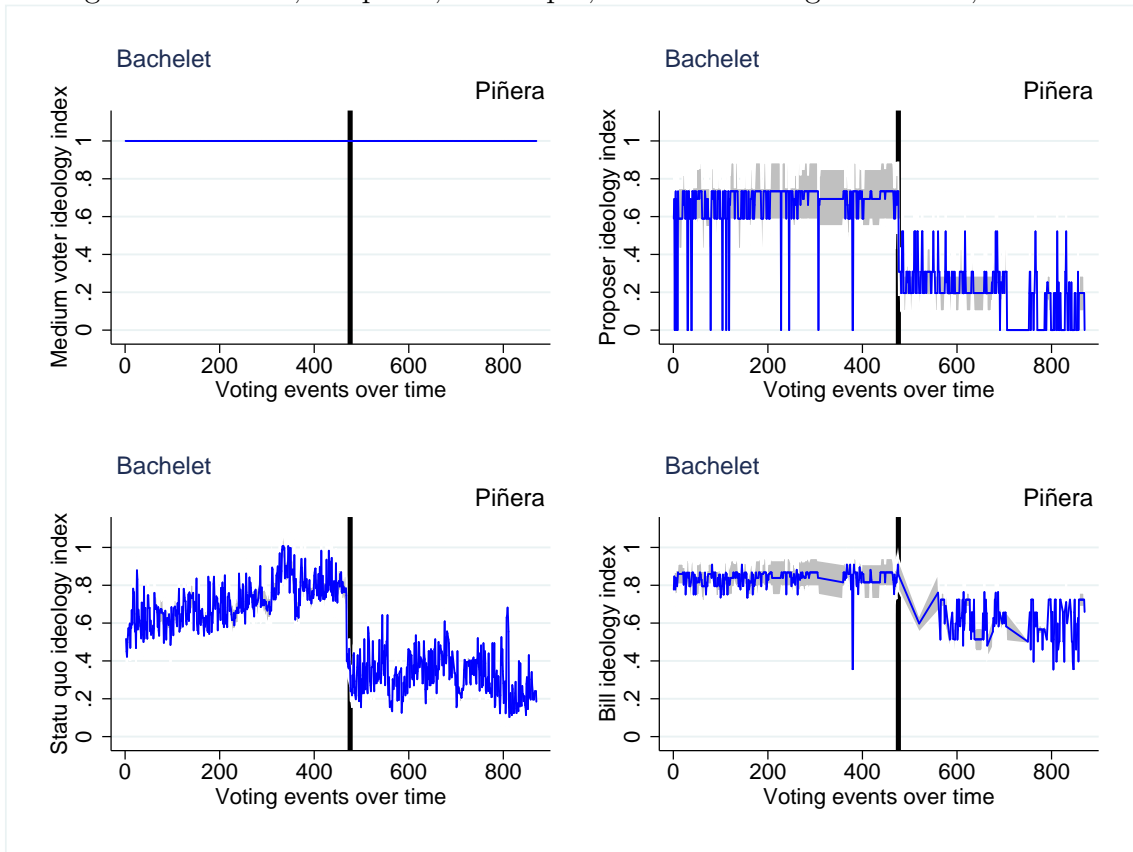 Bachelet
Piñera
Medium voter ideology index
0 .2 .4 .6 .8 1
0 200 400 600 800
Voting events over time
Bachelet
Piñera
Proposer ideology index
0 .2 .4 .6 .8 1
0 200 400 600 800
Voting events over time
Bachelet
Piñera
Statu quo ideology index
0 .2 .4 .6 .8 1
0 200 400 600 800
Voting events over time
Bachelet
Piñera
Bill ideology index
0 .2 .4 .6 .8 1
0 200 400 600 800
Voting events over time